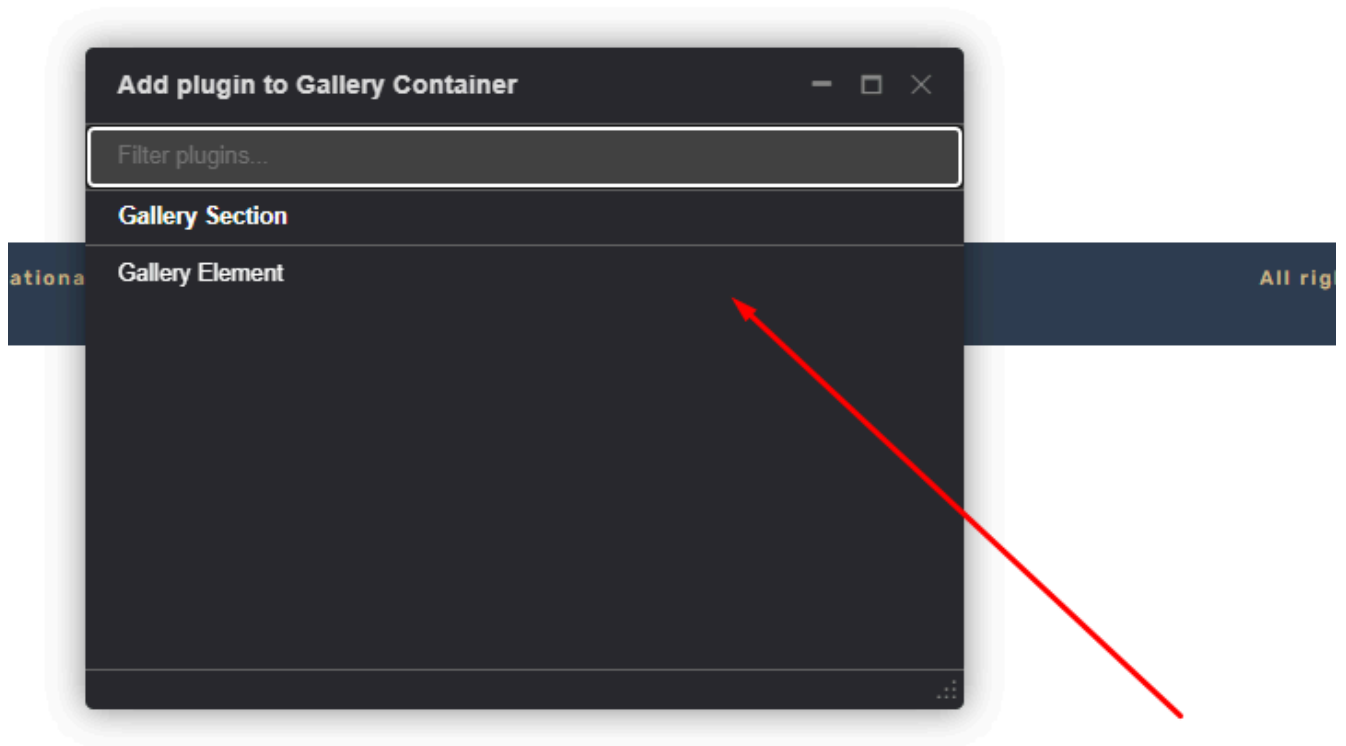 Add plugin to Gallery Container
Filter plugins...
Gallery Section
Gallery Element
ationa
All rig